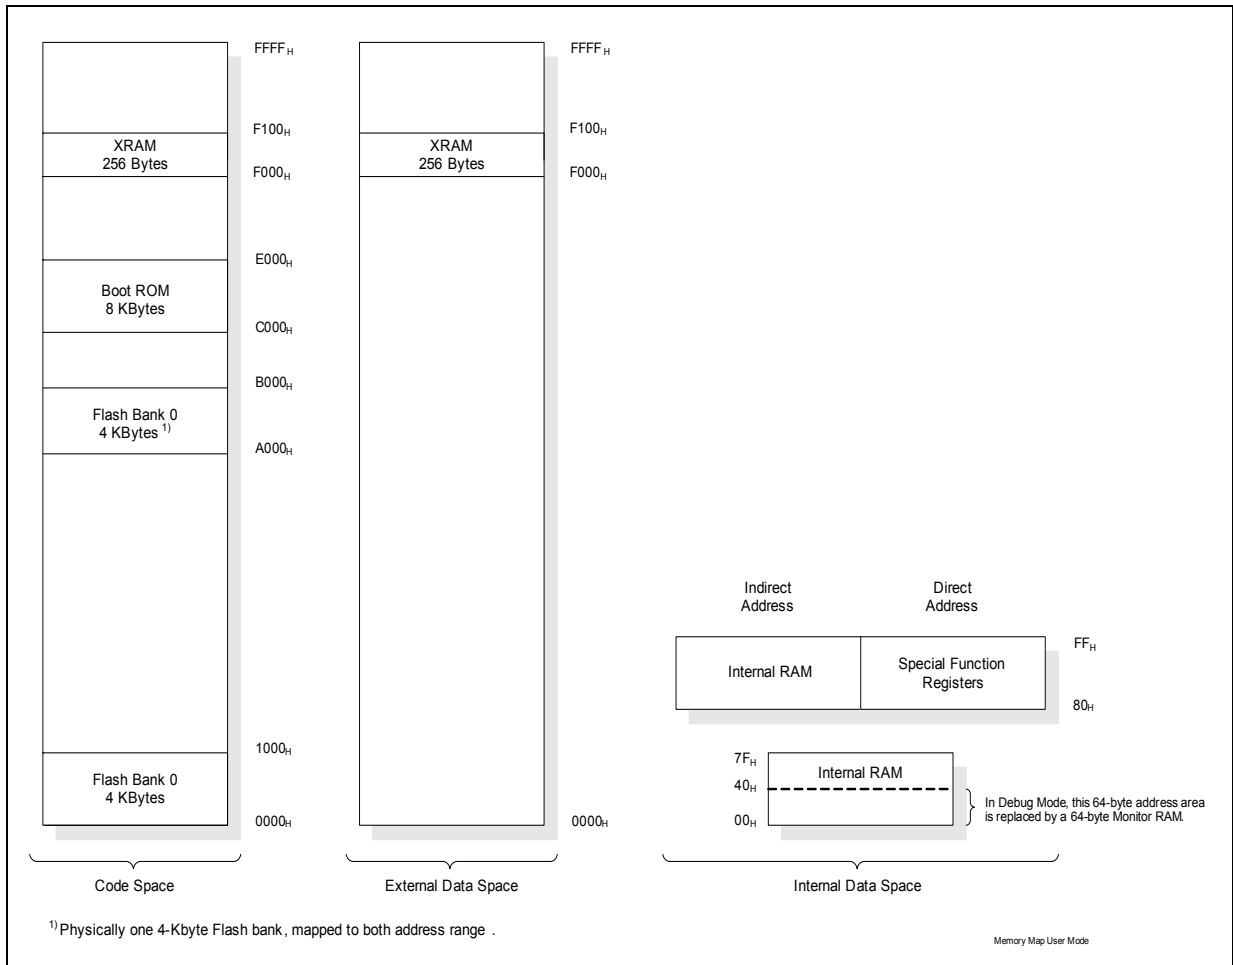 FFFFH
F100H
XRAM
256 Bytes
F000H
E000H
Boot ROM
8 KBytes
C000H
B000H
Flash Bank 0
4 KBytes 1)
A000H
1000H
Flash Bank 0
4 KBytes
0000H
Code Space
FFFFH
F100H
XRAM
256 Bytes
F000H
0000H
External Data Space
Indirect
Address
Direct
Address
FFH
Internal RAM
Special Function
Registers
80H
7FH
Internal RAM
40H
00H
In Debug Mode, this 64-byte address area
is replaced by a 64-byte Monitor RAM.
Internal Data Space
1) Physically one 4-Kbyte Flash bank, mapped to both address range .
Memory Map User Mode